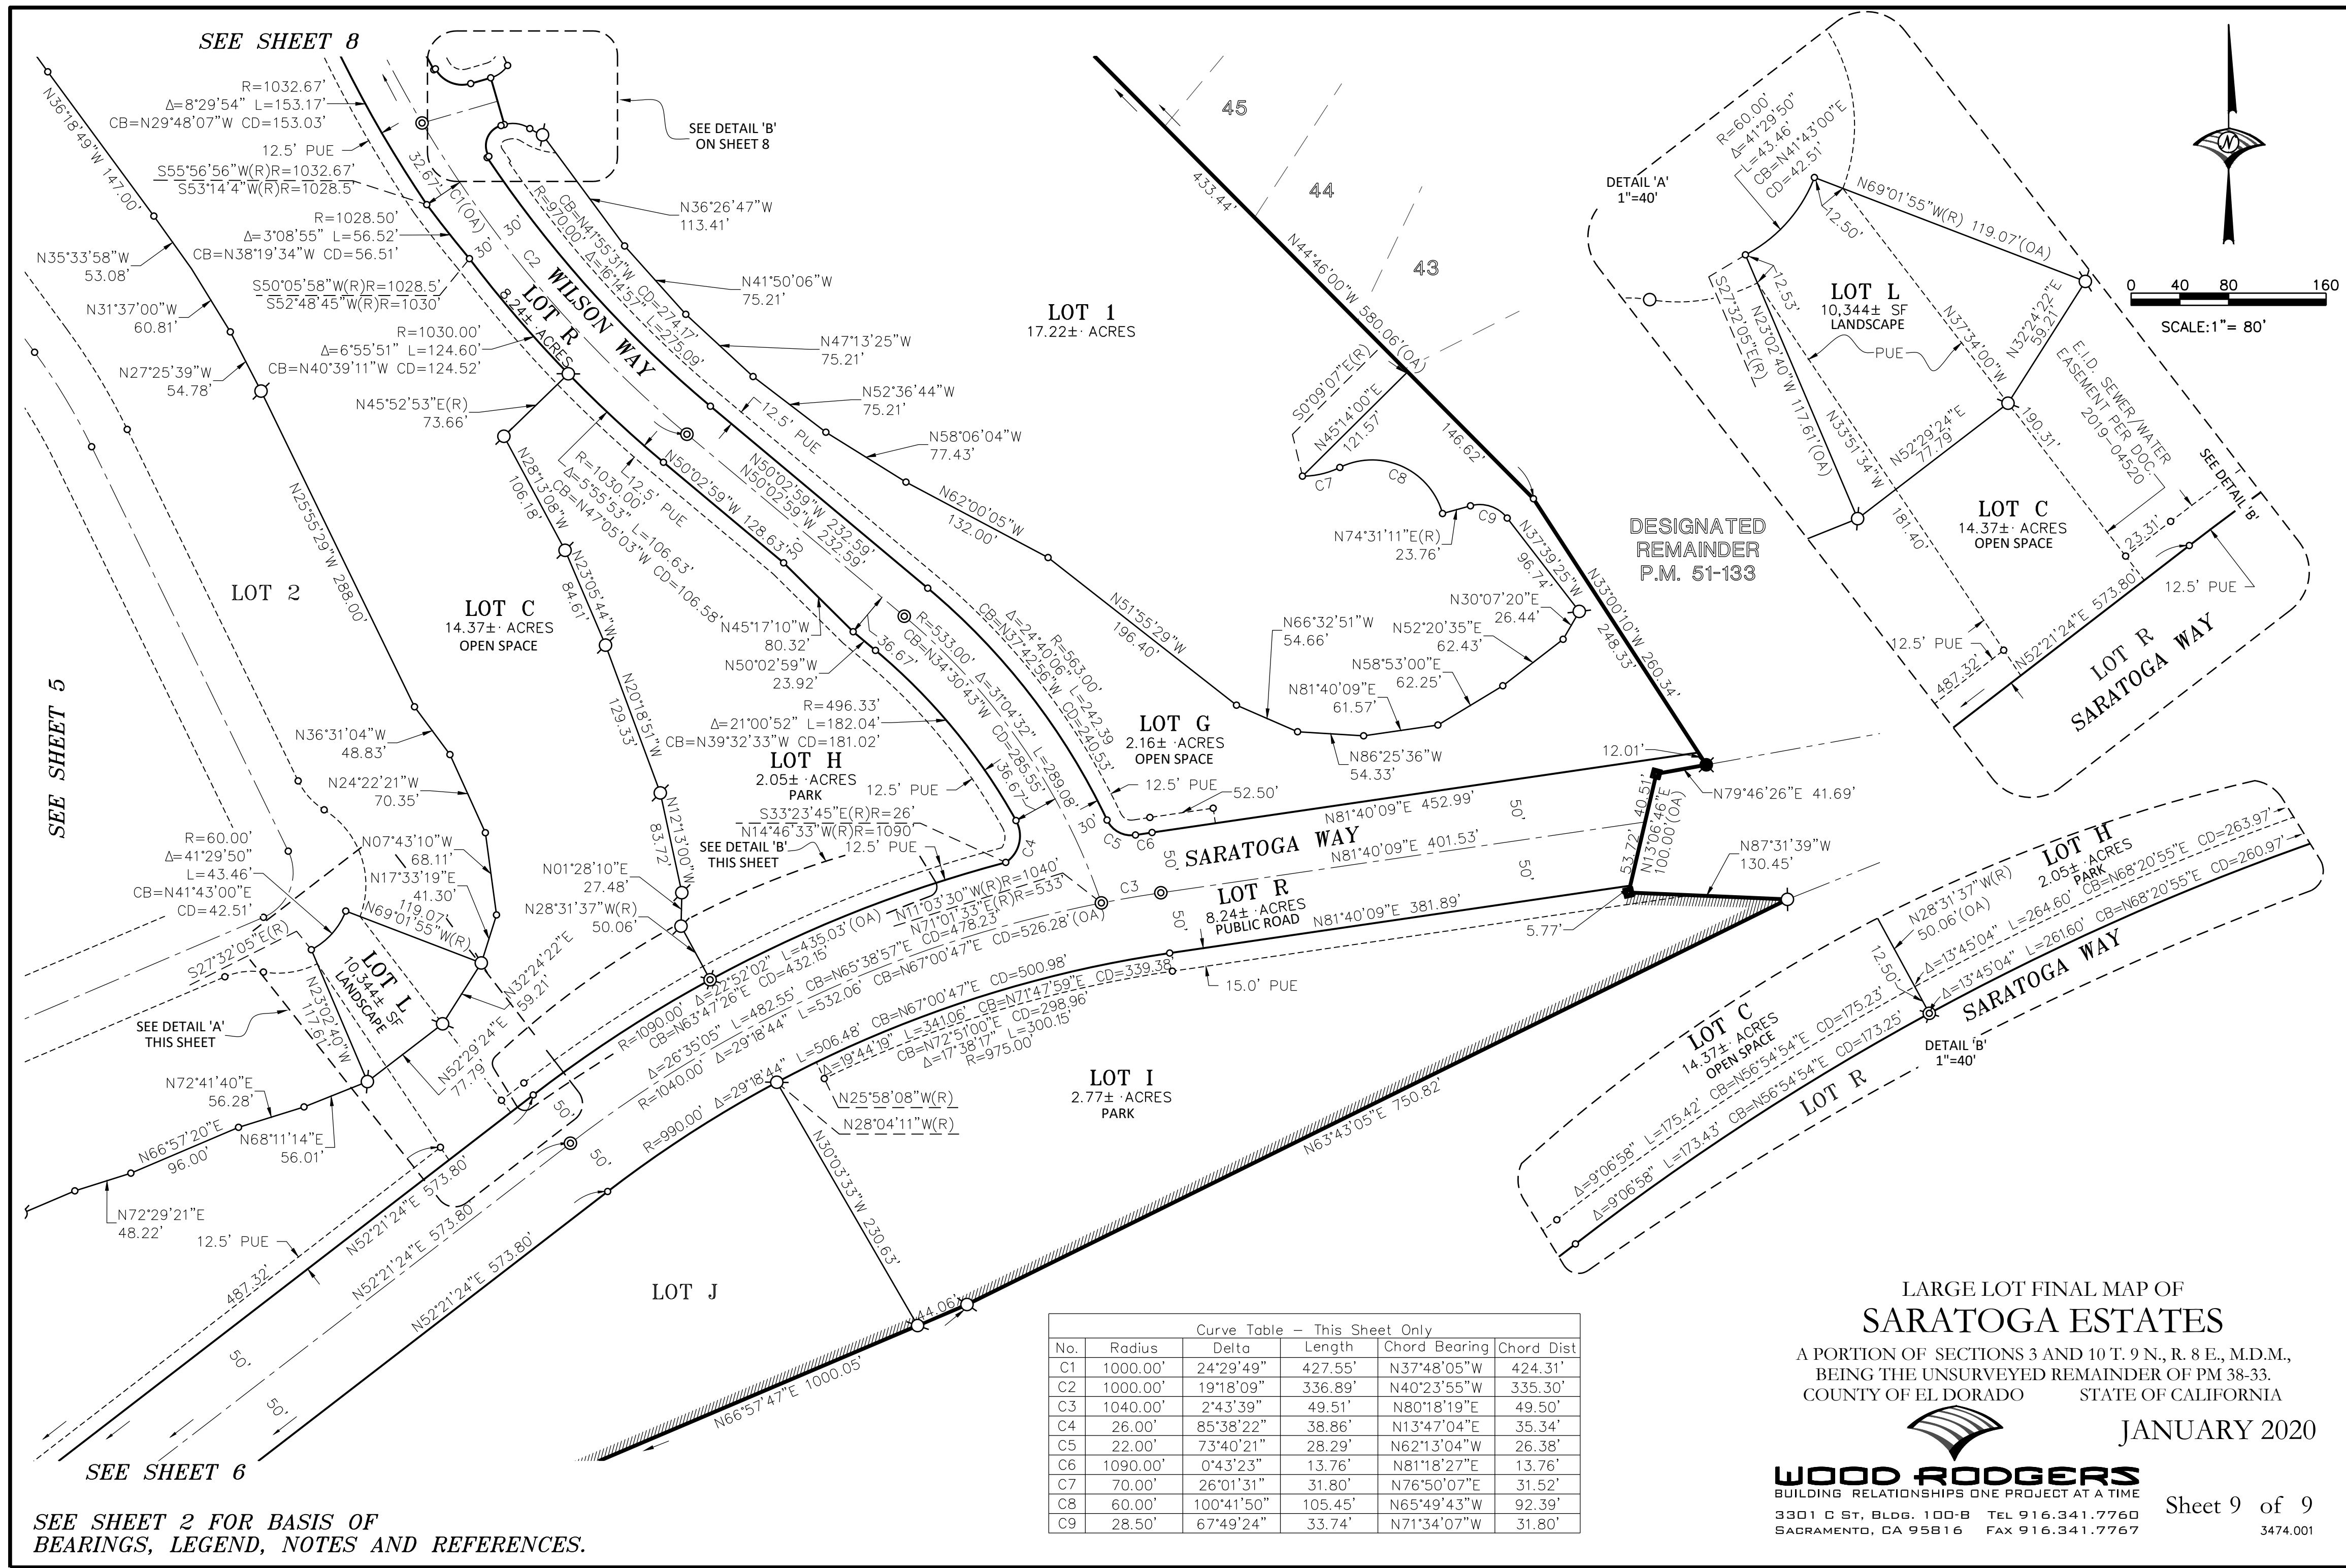 SEE SHEET 8
R=1032.67'
Δ=8°29'54" L=153.17'
CB=N29°48'07"W CD=153.03'
12.5' PUE
S55°56'56"W(R)R=1032.67'
S53°14'4"W(R)R=1028.5'
R=1028.50'
Δ=3°08'55" L=56.52'
CB=N38°19'34"W CD=56.51'
S50°05'58"W(R)R=1028.5'
S52°48'45"W(R)R=1030'
R=1030.00'
Δ=6°55'51" L=124.60'
CB=N40°39'11"W CD=124.52'
N45°52'53"E(R)
73.66'
N36°18'49"W 147.00'
N35°33'58"W
53.08'
N31°37'00"W
60.81'
N27°25'39"W
54.78'
N25°55'29"W 288.00'
LOT 2
SEE SHEET 5
N36°31'04"W
48.83'
N24°22'21"W
70.35'
N07°43'10"W
68.11'
N17°33'19"E
41.30'
119.07'
N69°01'55"W(R)
R=60.00'
Δ=41°29'50"
L=43.46'
CB=N41°43'00"E
CD=42.51'
S27°32'05"E(R)
LOT L
10,344± SF
LANDSCAPE
N23°02'40"W
117.61'
N32°24'22"E
59.21'
N52°29'24"E
77.79'
SEE DETAIL 'A'
THIS SHEET
N72°41'40"E
56.28'
N66°57'20"E
96.00'
N68°11'14"E
56.01'
N72°29'21"E
48.22'
12.5' PUE
487.32'
N52°21'24"E 573.80'
N52°21'24"E 573.80'
N52°21'24"E 573.80'
50'
50'
50'
50'
SEE SHEET 6
SEE SHEET 2 FOR BASIS OF
BEARINGS, LEGEND, NOTES AND REFERENCES.
SEE DETAIL 'B'
ON SHEET 8
32.67'
C1(OA)
30'
30'
C2
WILSON WAY
LOT R
8.24±· ACRES
R=970.00' Δ=16°14'57" L=275.09'
CB=N41°55'31"W CD=274.17'
N36°26'47"W
113.41'
N41°50'06"W
75.21'
N47°13'25"W
75.21'
N52°36'44"W
75.21'
N58°06'04"W
77.43'
N62°00'05"W
132.00'
N51°55'29"W
196.40'
12.5' PUE
N50°02'59"W 232.59'
N50°02'59"W 232.59'
12.5' PUE
R=1030.00'
Δ=5°55'53" L=106.63'
CB=N47°05'03"W CD=106.58'
N50°02'59"W 128.63'
30'
N28°13'08"W
106.18'
N23°05'44"W
84.61'
N20°18'51"W
129.33'
N12°13'00"W
83.72'
LOT C
14.37±· ACRES
OPEN SPACE
N45°17'10"W
80.32'
N50°02'59"W
23.92'
36.67'
R=496.33'
Δ=21°00'52" L=182.04'
CB=N39°32'33"W CD=181.02'
R=533.00' Δ=31°04'32" L=289.08'
CB=N34°30'43"W CD=285.55'
R=563.00'
Δ=24°40'06" L=242.39
CB=N37°42'56"W CD=240.53'
LOT H
2.05± ·ACRES
PARK
12.5' PUE
36.67'
30'
S33°23'45"E(R)R=26'
N14°46'33"W(R)R=1090'
SEE DETAIL 'B'
THIS SHEET
12.5' PUE
C4
C5
C6
N01°28'10"E
27.48'
N28°31'37"W(R)
50.06'
N11°03'30"W(R)R=1040'
N71°01'33"E(R)R=533'
R=1090.00' Δ=22°52'02" L=435.03'(OA)
CB=N63°47'26"E CD=432.15'
Δ=26°35'05" L=482.55' CB=N65°38'57"E CD=478.23'
R=1040.00' Δ=29°18'44" L=532.06' CB=N67°00'47"E CD=526.28'(OA)
R=990.00' Δ=29°18'44" L=506.48' CB=N67°00'47"E CD=500.98'
Δ=19°44'19" L=341.06' CB=N71°47'59"E CD=339.38'
CB=N72°51'00"E CD=298.96'
Δ=17°38'17" L=300.15'
R=975.00'
N25°58'08"W(R)
N28°04'11"W(R)
N30°03'33"W 230.63'
50'
LOT J
LOT I
2.77± ·ACRES
PARK
15.0' PUE
N63°43'05"E 750.82'
44.06'
N66°57'47"E 1000.05'
LOT 1
17.22±· ACRES
433.44'
N44°46'00"W 580.06'(OA)
45
44
43
S0°09'07"E(R)
N45°14'00"E
121.57'
146.62'
C7
C8
C9
N74°31'11"E(R)
23.76'
N37°39'25"W
96.74'
DESIGNATED
REMAINDER
P.M. 51-133
N33°00'10"W 260.34'
248.33'
N30°07'20"E
26.44'
N52°20'35"E
62.43'
N58°53'00"E
62.25'
N81°40'09"E
61.57'
N66°32'51"W
54.66'
N86°25'36"W
54.33'
LOT G
2.16± ·ACRES
OPEN SPACE
12.5' PUE
52.50'
12.01'
N81°40'09"E 452.99'
SARATOGA WAY
50'
50'
N81°40'09"E 401.53'
C3
50'
50'
LOT R
8.24± ·ACRES
PUBLIC ROAD
N81°40'09"E 381.89'
5.77'
53.72'
40.51'
N13°06'46"E
100.00'(OA)
N79°46'26"E 41.69'
N87°31'39"W
130.45'
DETAIL 'A'
1"=40'
R=60.00'
Δ=41°29'50"
L=43.46'
CB=N41°43'00"E
CD=42.51'
N69°01'55"W(R) 119.07'(OA)
12.50'
12.53'
S27°32'05"E(R)
N23°02'40"W 117.61'(OA)
LOT L
10,344± SF
LANDSCAPE
PUE
N37°34'00"W
190.31'
N32°24'22"E
59.21'
N33°51'34"W
181.40'
N52°29'24"E
77.79'
E.I.D. SEWER/WATER
EASEMENT PER DOC.
2019-04520
SEE DETAIL 'B'
LOT C
14.37±· ACRES
OPEN SPACE
23.31'
12.5' PUE
12.5' PUE
487.32'
N52°21'24"E 573.80'
LOT R
SARATOGA WAY
N
0 40 80 160
SCALE:1"= 80'
LOT H
2.05± ·ACRES
PARK
N28°31'37"W(R)
50.06'(OA)
12.50'
Δ=13°45'04" L=264.60' CB=N68°20'55"E CD=263.97'
Δ=13°45'04" L=261.60' CB=N68°20'55"E CD=260.97'
SARATOGA WAY
LOT C
14.37±· ACRES
OPEN SPACE
Δ=9°06'58" L=175.42' CB=N56°54'54"E CD=175.23'
Δ=9°06'58" L=173.43' CB=N56°54'54"E CD=173.25'
LOT R
DETAIL 'B'
1"=40'
Curve Table – This Sheet Only
No. Radius Delta Length Chord Bearing Chord Dist
C1 1000.00' 24°29'49" 427.55' N37°48'05"W 424.31'
C2 1000.00' 19°18'09" 336.89' N40°23'55"W 335.30'
C3 1040.00' 2°43'39" 49.51' N80°18'19"E 49.50'
C4 26.00' 85°38'22" 38.86' N13°47'04"E 35.34'
C5 22.00' 73°40'21" 28.29' N62°13'04"W 26.38'
C6 1090.00' 0°43'23" 13.76' N81°18'27"E 13.76'
C7 70.00' 26°01'31" 31.80' N76°50'07"E 31.52'
C8 60.00' 100°41'50" 105.45' N65°49'43"W 92.39'
C9 28.50' 67°49'24" 33.74' N71°34'07"W 31.80'
LARGE LOT FINAL MAP OF
SARATOGA ESTATES
A PORTION OF SECTIONS 3 AND 10 T. 9 N., R. 8 E., M.D.M.,
BEING THE UNSURVEYED REMAINDER OF PM 38-33.
COUNTY OF EL DORADO STATE OF CALIFORNIA
JANUARY 2020
WOOD RODGERS
BUILDING RELATIONSHIPS ONE PROJECT AT A TIME
3301 C ST, BLDG. 100-B TEL 916.341.7760
SACRAMENTO, CA 95816 FAX 916.341.7767
Sheet 9 of 9
3474.001